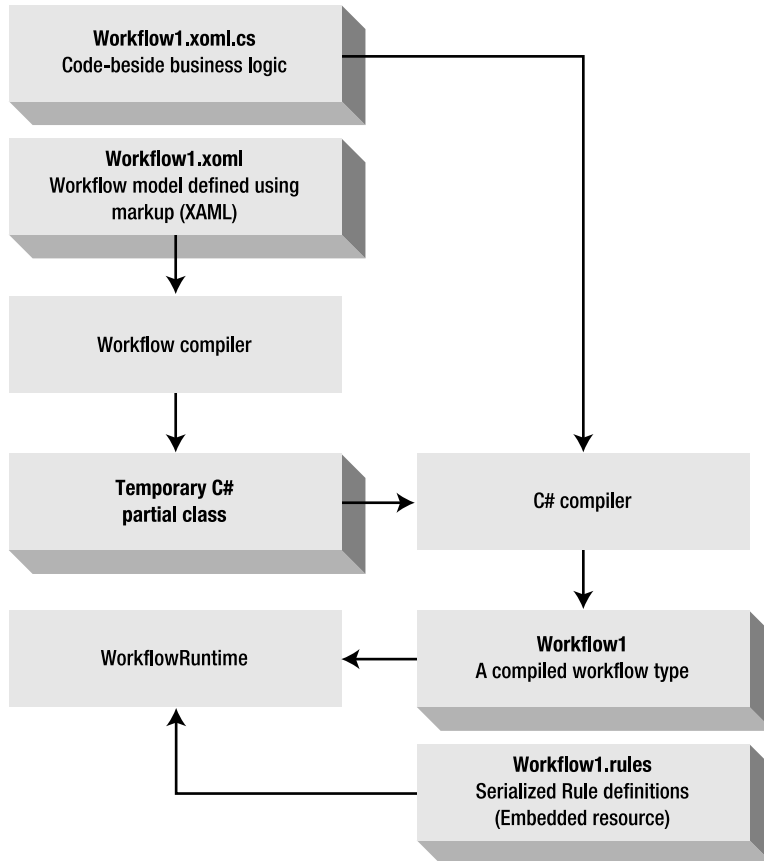 Workflow1.xoml.cs
Code-beside business logic
Workflow1.xoml
Workflow model defined using
markup (XAML)
Workflow compiler
Temporary C#
partial class
C# compiler
WorkflowRuntime
Workflow1
A compiled workflow type
Workflow1.rules
Serialized Rule definitions
(Embedded resource)